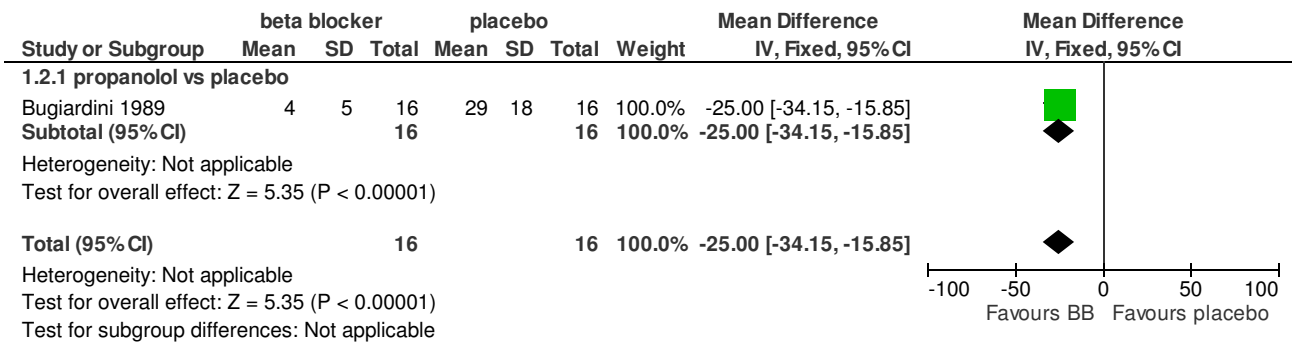 beta blocker placebo Mean Difference Mean Difference
Study or Subgroup Mean SD Total Mean SD Total Weight IV, Fixed, 95% CI IV, Fixed, 95% CI
1.2.1 propanolol vs placebo
Bugiardini 1989 4 5 16 29 18 16 100.0% -25.00 [-34.15, -15.85]
Subtotal (95% CI) 16 16 100.0% -25.00 [-34.15, -15.85]
Heterogeneity: Not applicable
Test for overall effect: Z = 5.35 (P < 0.00001)
Total (95% CI) 16 16 100.0% -25.00 [-34.15, -15.85]
Heterogeneity: Not applicable
Test for overall effect: Z = 5.35 (P < 0.00001)
Test for subgroup differences: Not applicable
-100 -50 0 50 100
Favours BB Favours placebo